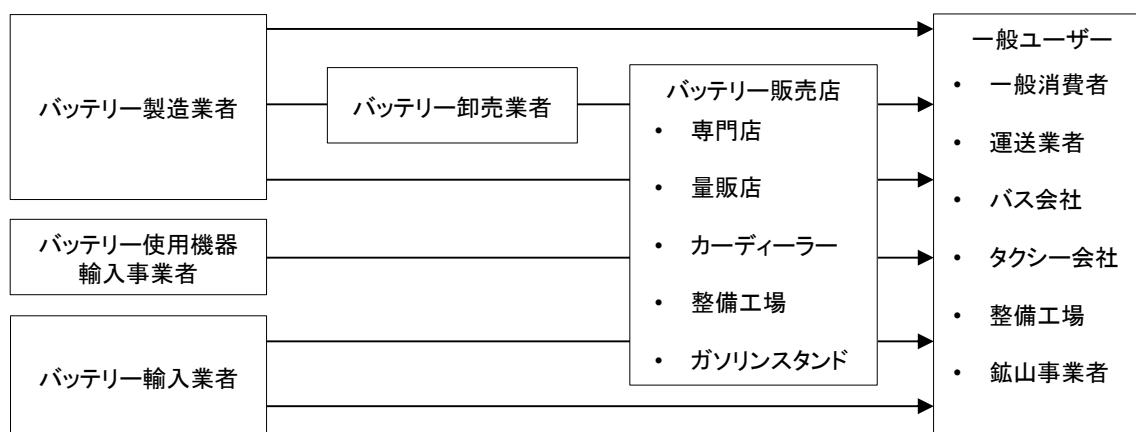 バッテリー製造業者
バッテリー卸売業者
バッテリー使用機器
輸入事業者
バッテリー輸入業者
バッテリー販売店
• 専門店
• 量販店
• カーディーラー
• 整備工場
• ガソリンスタンド
一般ユーザー
• 一般消費者
• 運送業者
• バス会社
• タクシー会社
• 整備工場
• 鉱山事業者